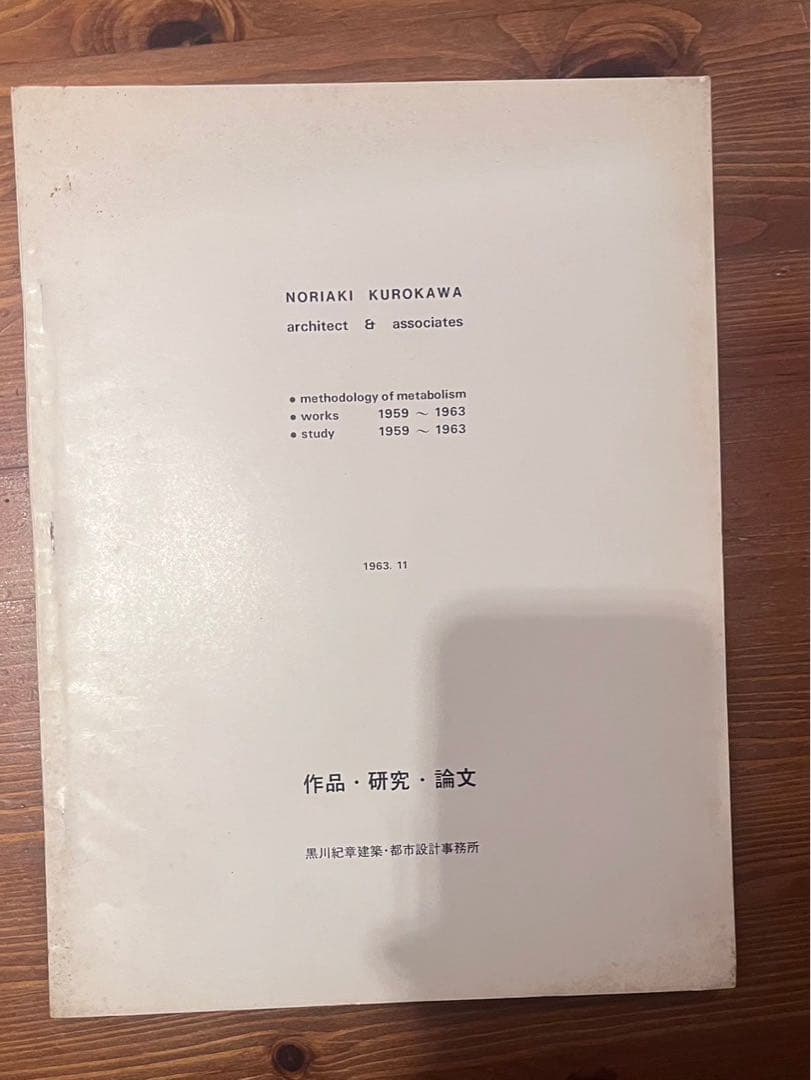 NORIAKI KUROKAWA
architect & associates
● methodology of metabolism
● works 1959 ～ 1963
● study 1959 ～ 1963
1963. 11
作品・研究・論文
黒川紀章建築・都市設計事務所